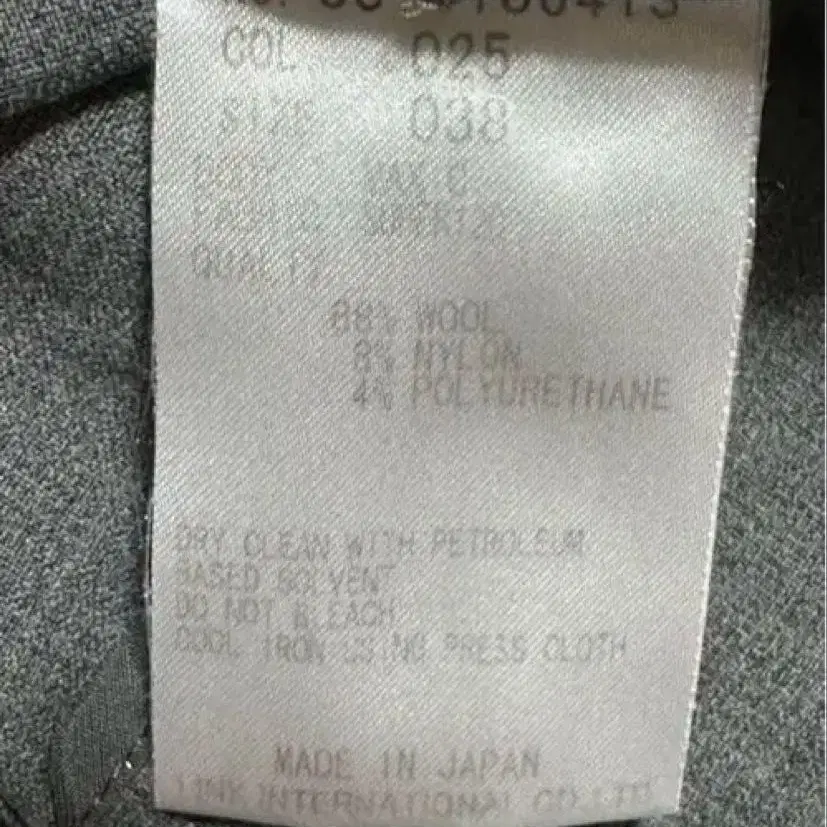 COL 025
SIZE 038
QUALITY
88% WOOL
8% NYLON
4% POLYURETHANE
DRY CLEAN WITH PETROLEUM
BASED SOLVENT
DO NOT BLEACH
COOL IRON USING PRESS CLOTH
MADE IN JAPAN
LINK INTERNATIONAL CO.,LTD